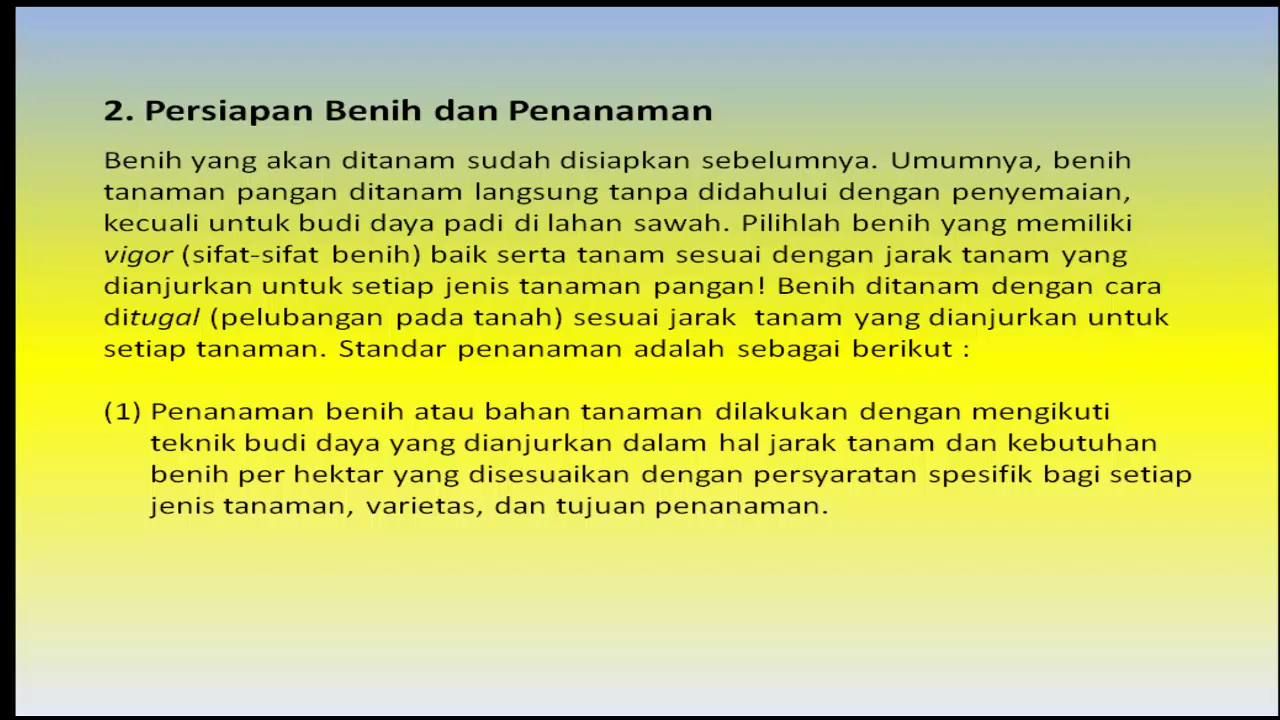 2. Persiapan Benih dan Penanaman
Benih yang akan ditanam sudah disiapkan sebelumnya. Umumnya, benih
tanaman pangan ditanam langsung tanpa didahului dengan penyemaian,
kecuali untuk budi daya padi di lahan sawah. Pilihlah benih yang memiliki
vigor (sifat-sifat benih) baik serta tanam sesuai dengan jarak tanam yang
dianjurkan untuk setiap jenis tanaman pangan! Benih ditanam dengan cara
ditugal (pelubangan pada tanah) sesuai jarak tanam yang dianjurkan untuk
setiap tanaman. Standar penanaman adalah sebagai berikut :
(1) Penanaman benih atau bahan tanaman dilakukan dengan mengikuti
teknik budi daya yang dianjurkan dalam hal jarak tanam dan kebutuhan
benih per hektar yang disesuaikan dengan persyaratan spesifik bagi setiap
jenis tanaman, varietas, dan tujuan penanaman.